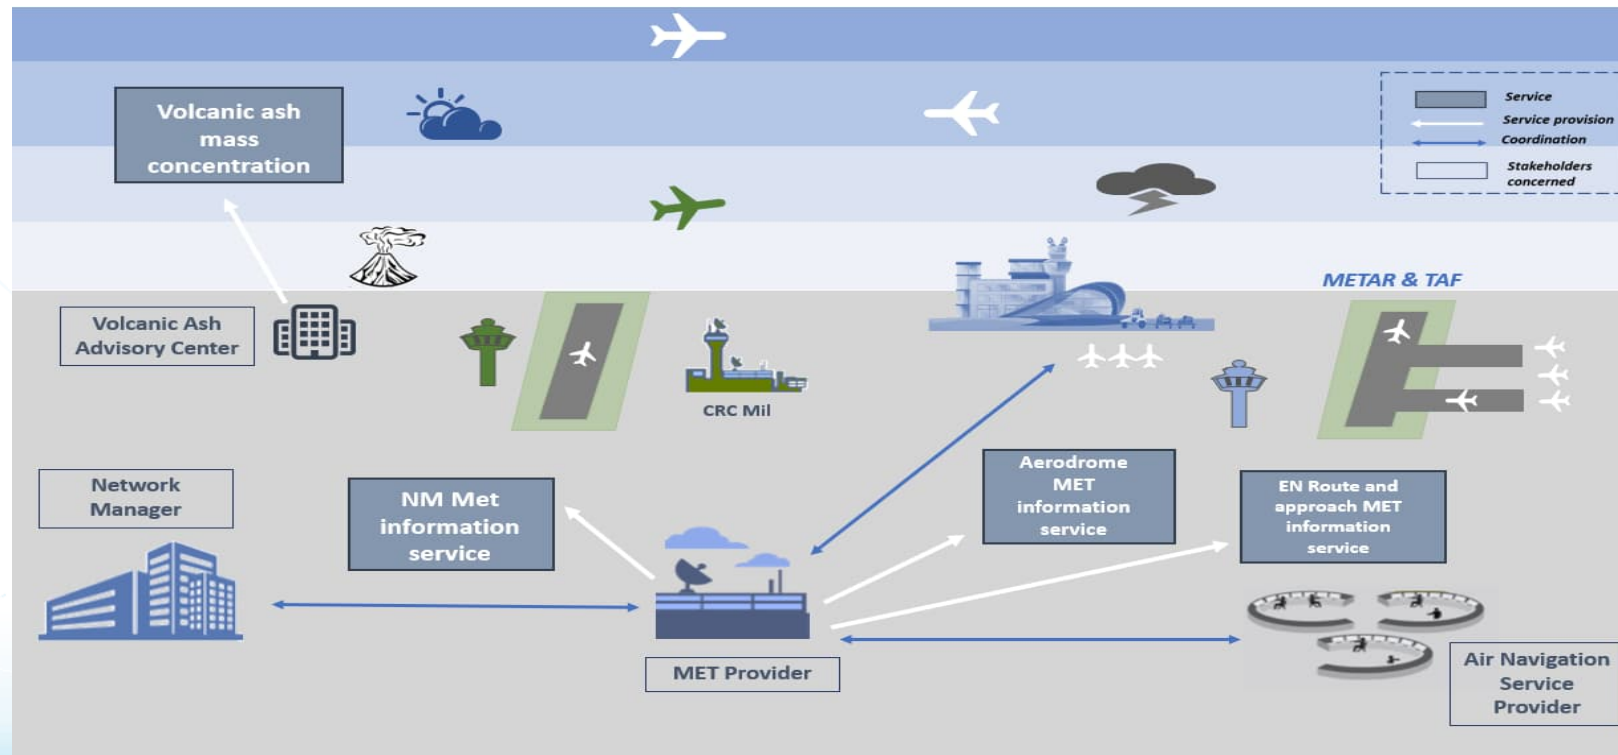 Volcanic ash
mass
concentration
Service
Service provision
Coordination
Stakeholders
concerned
METAR & TAF
Volcanic Ash
Advisory Center
CRC Mil
Network
Manager
NM Met
information
service
Aerodrome
MET
information
service
EN Route and
approach MET
information
service
MET Provider
Air Navigation
Service
Provider